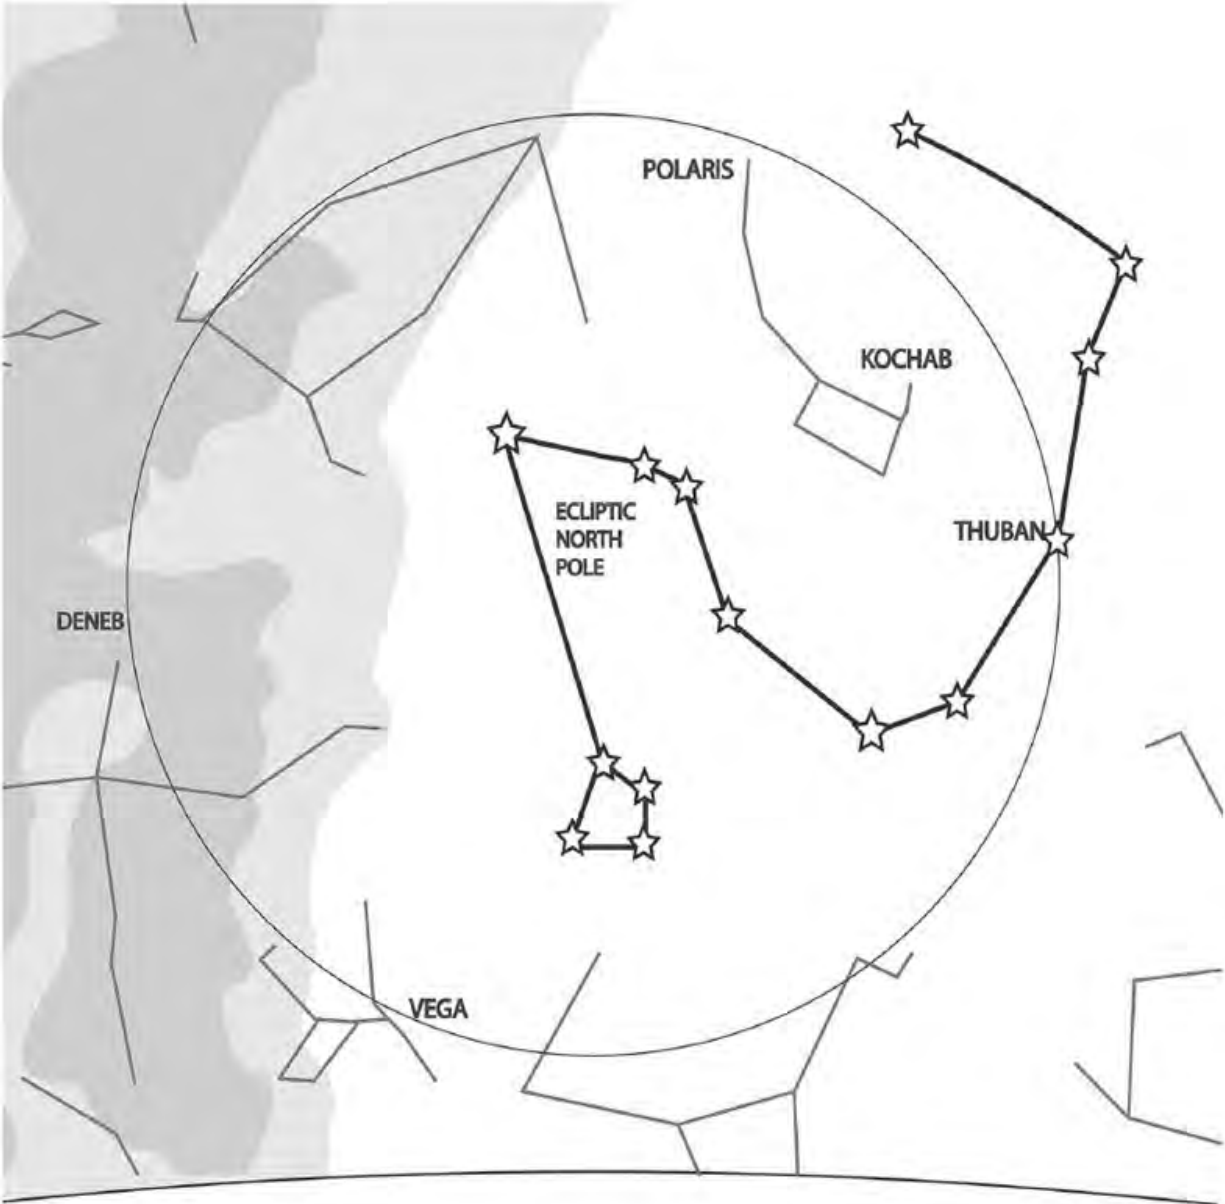 POLARIS
KOCHAB
ECLIPTIC
NORTH
POLE
THUBAN
DENEB
VEGA